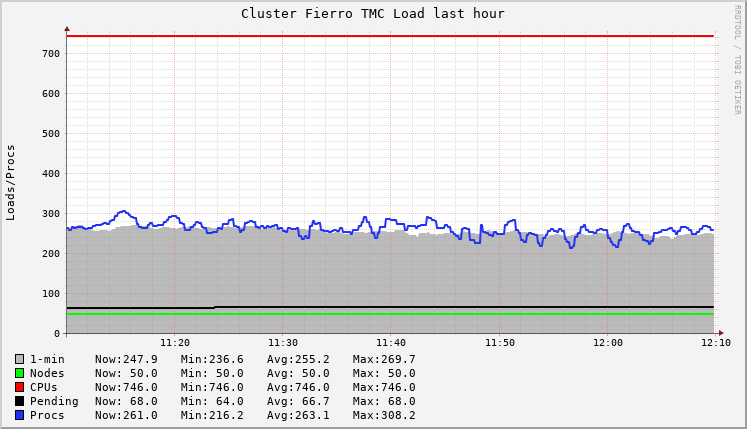 Cluster Fierro TMC Load last hour
RRDTOOL / TOBI OETIKER
Loads/Procs
700
600
500
400
300
200
100
0
11:20 11:30 11:40 11:50 12:00 12:10
1-min Now:247.9 Min:236.6 Avg:255.2 Max:269.7
Nodes Now: 50.0 Min: 50.0 Avg: 50.0 Max: 50.0
CPUs Now:746.0 Min:746.0 Avg:746.0 Max:746.0
Pending Now: 68.0 Min: 64.0 Avg: 66.7 Max: 68.0
Procs Now:261.0 Min:216.2 Avg:263.1 Max:308.2